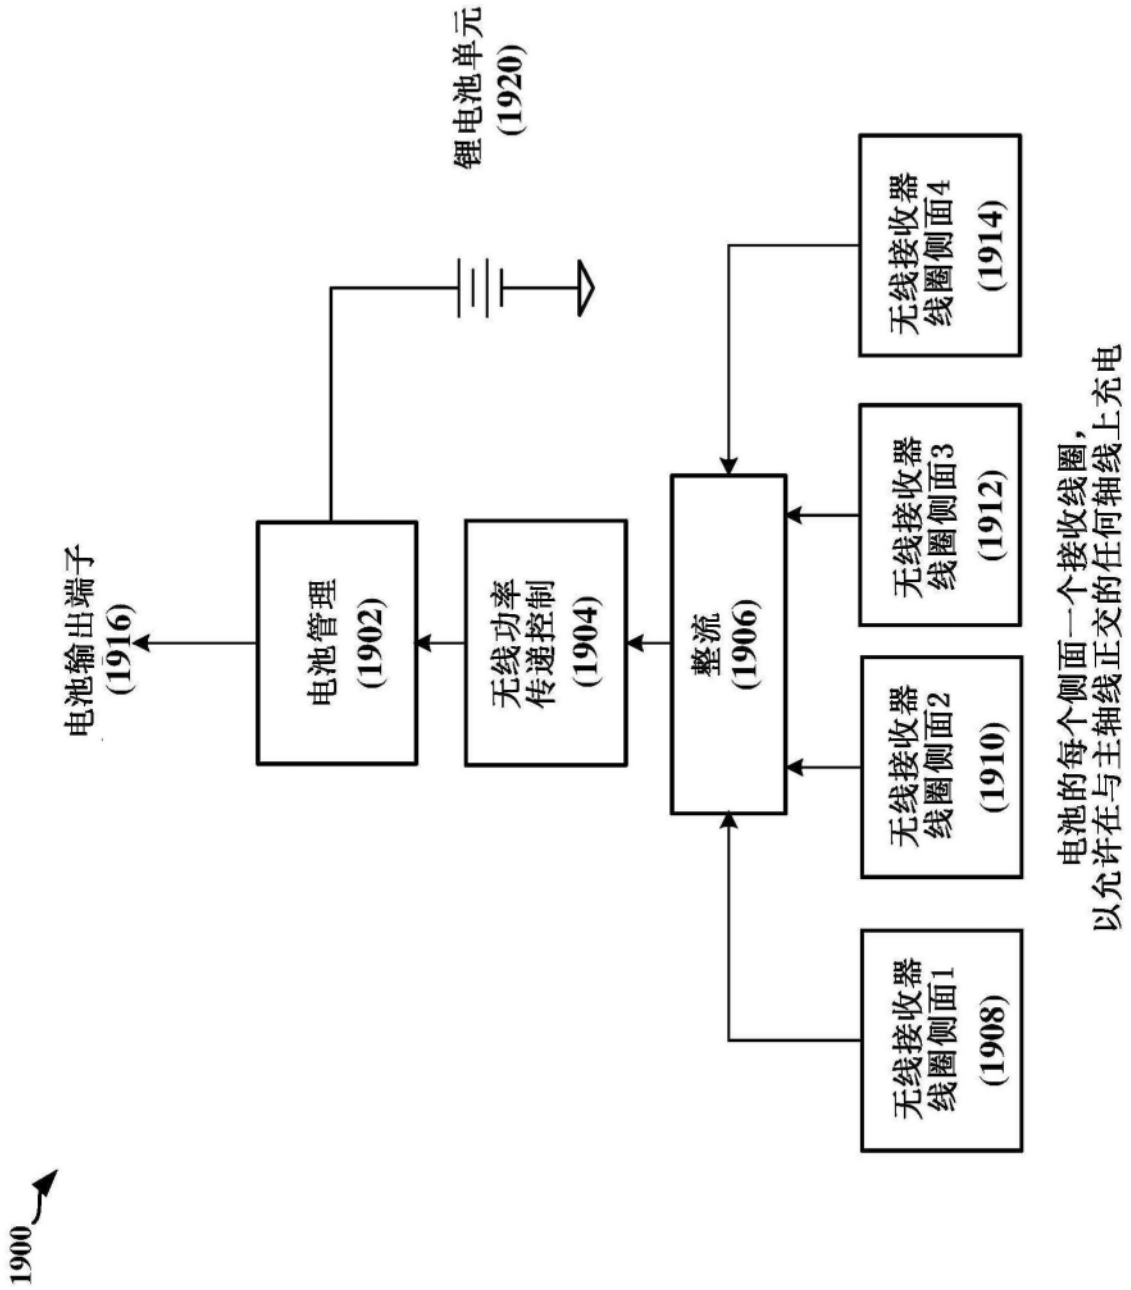 1900
电池输出端子
(1916)
锂电池单元
(1920)
电池管理
(1902)
无线功率
传递控制
(1904)
整流
(1906)
无线接收器
线圈侧面1
(1908)
无线接收器
线圈侧面2
(1910)
无线接收器
线圈侧面3
(1912)
无线接收器
线圈侧面4
(1914)
电池的每个侧面一个接收线圈，
以允许在与主轴线正交的任何轴线上充电